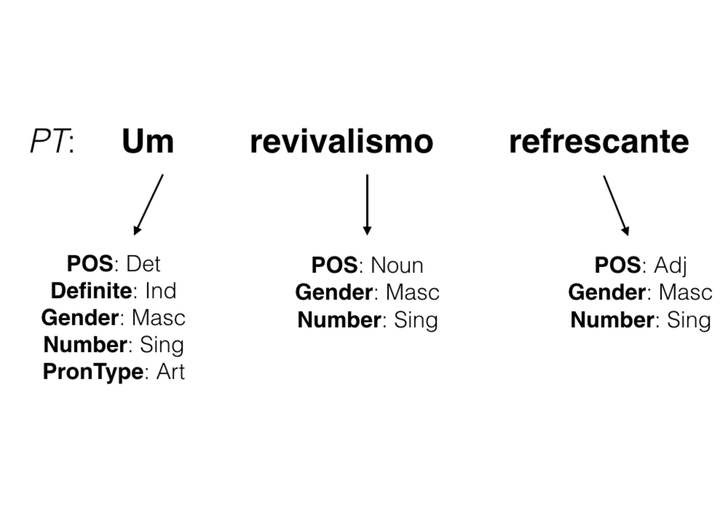 PT: Um revivalismo refrescante
POS: Det
Definite: Ind
Gender: Masc
Number: Sing
PronType: Art
POS: Noun
Gender: Masc
Number: Sing
POS: Adj
Gender: Masc
Number: Sing